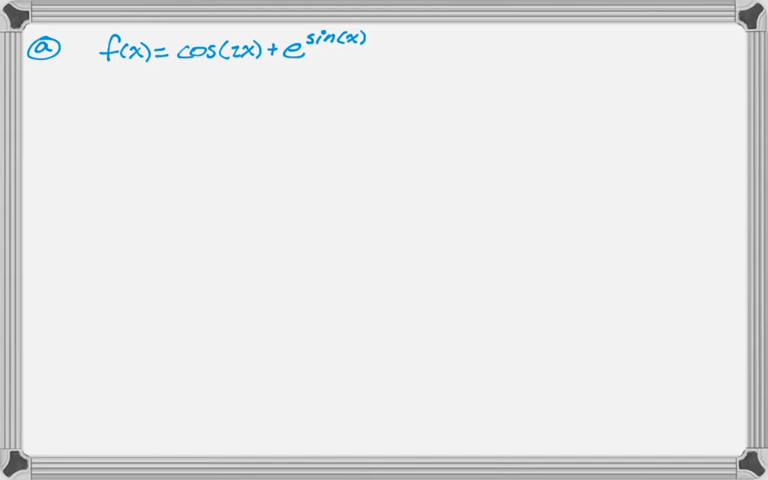 ⓐ f(x) = cos(2x) + e^sin(x)